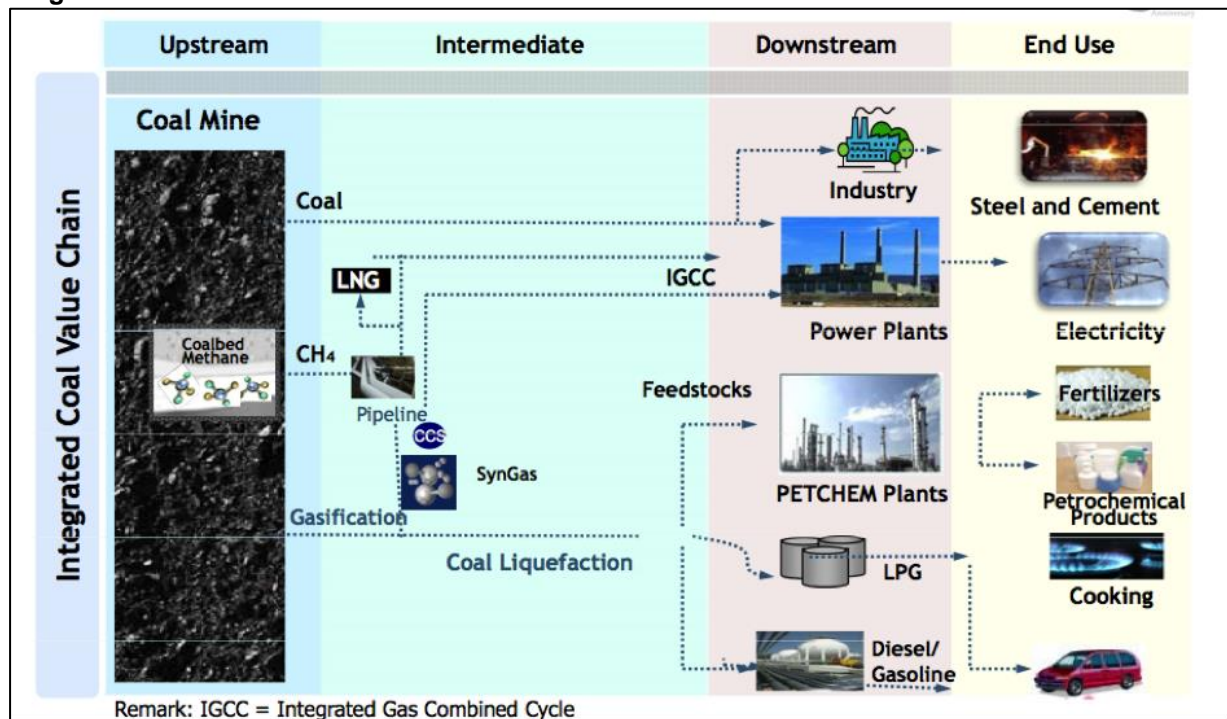 Upstream
Intermediate
Downstream
End Use
Integrated Coal Value Chain
Coal Mine
Coal
Industry
Steel and Cement
LNG
IGCC
Power Plants
Electricity
Coalbed
Methane
CH₄
Pipeline
Feedstocks
Fertilizers
CCS
SynGas
PETCHEM Plants
Petrochemical
Products
Gasification
Coal Liquefaction
LPG
Cooking
Diesel/
Gasoline
Remark: IGCC = Integrated Gas Combined Cycle